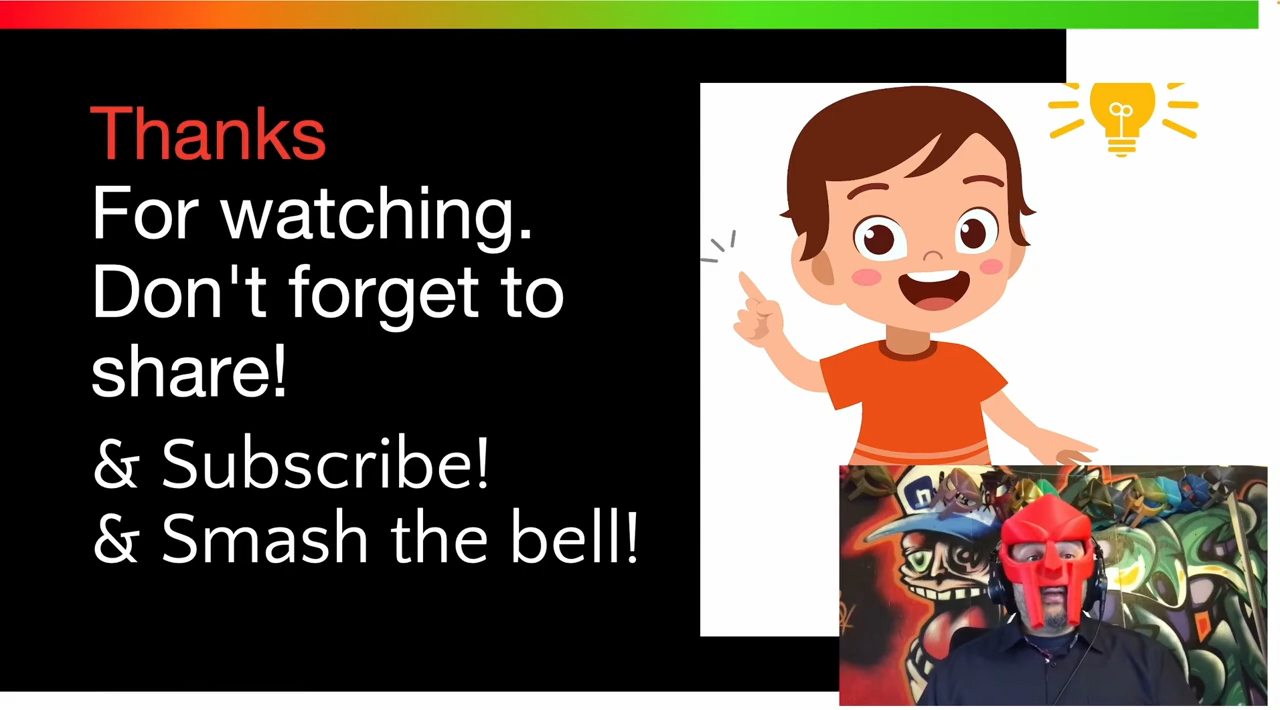 Thanks
For watching.
Don't forget to
share!
& Subscribe!
& Smash the bell!